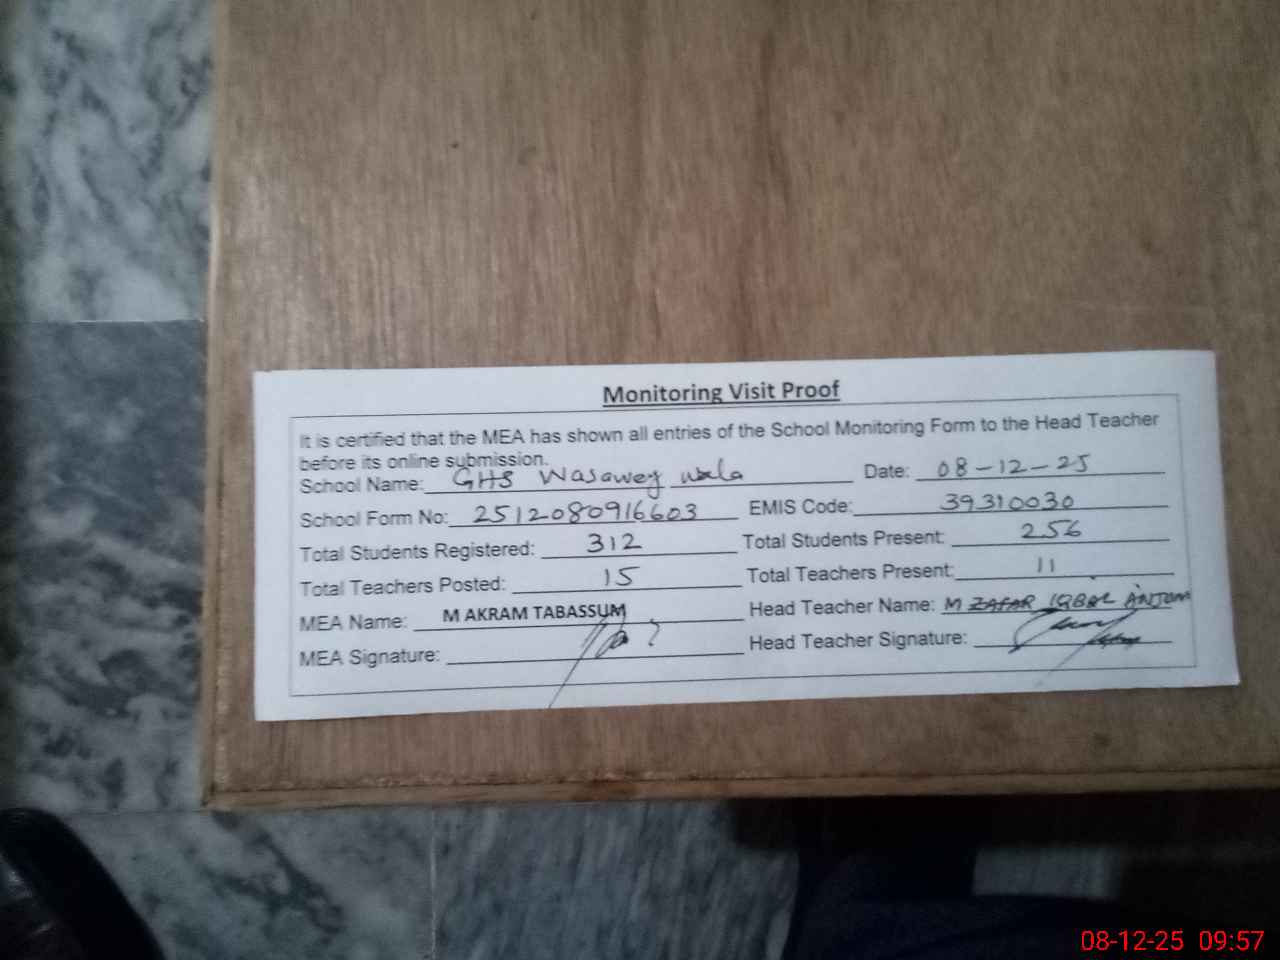 Monitoring Visit Proof
It is certified that the MEA has shown all entries of the School Monitoring Form to the Head Teacher
before its online submission.
School Name: GHS Wasawey wala Date: 08-12-25
School Form No: 2512080916603 EMIS Code: 39310030
Total Students Registered: 312 Total Students Present: 256
Total Teachers Posted: 15 Total Teachers Present: 11
MEA Name: M AKRAM TABASSUM Head Teacher Name: M ZAFAR IQBAL ANJUM
MEA Signature: Head Teacher Signature:
08-12-25 09:57